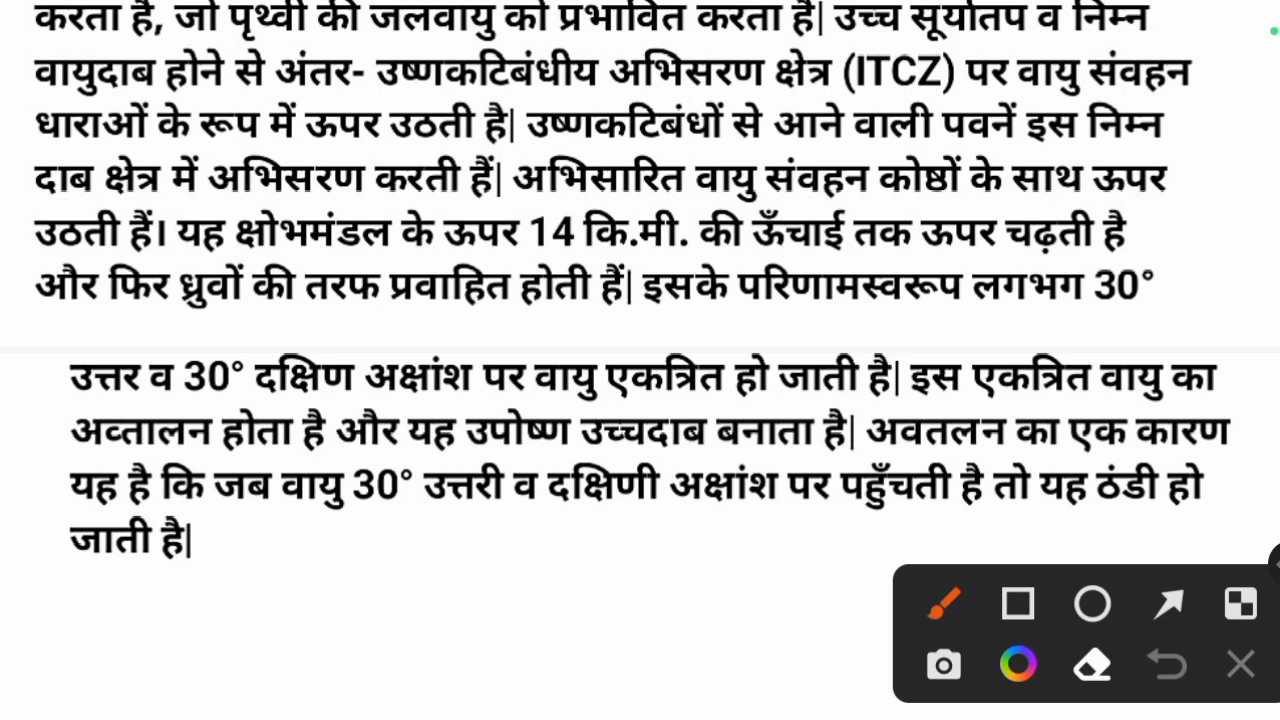 करता है, जो पृथ्वी की जलवायु को प्रभावित करता है| उच्च सूर्यातप व निम्न
वायुदाब होने से अंतर- उष्णकटिबंधीय अभिसरण क्षेत्र (ITCZ) पर वायु संवहन
धाराओं के रूप में ऊपर उठती है| उष्णकटिबंधों से आने वाली पवनें इस निम्न
दाब क्षेत्र में अभिसरण करती हैं| अभिसारित वायु संवहन कोष्ठों के साथ ऊपर
उठती हैं। यह क्षोभमंडल के ऊपर 14 कि.मी. की ऊँचाई तक ऊपर चढ़ती है
और फिर ध्रुवों की तरफ प्रवाहित होती हैं| इसके परिणामस्वरूप लगभग 30°
उत्तर व 30° दक्षिण अक्षांश पर वायु एकत्रित हो जाती है| इस एकत्रित वायु का
अव्तालन होता है और यह उपोष्ण उच्चदाब बनाता है| अवतलन का एक कारण
यह है कि जब वायु 30° उत्तरी व दक्षिणी अक्षांश पर पहुँचती है तो यह ठंडी हो
जाती है|